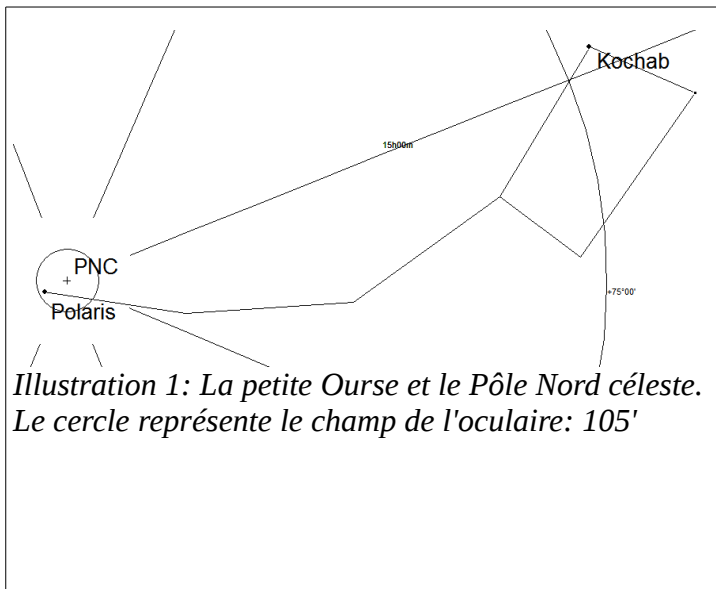 Kochab
15h00m
PNC
+75°00'
Polaris
Illustration 1: La petite Ourse et le Pôle Nord céleste.
Le cercle représente le champ de l'oculaire: 105'